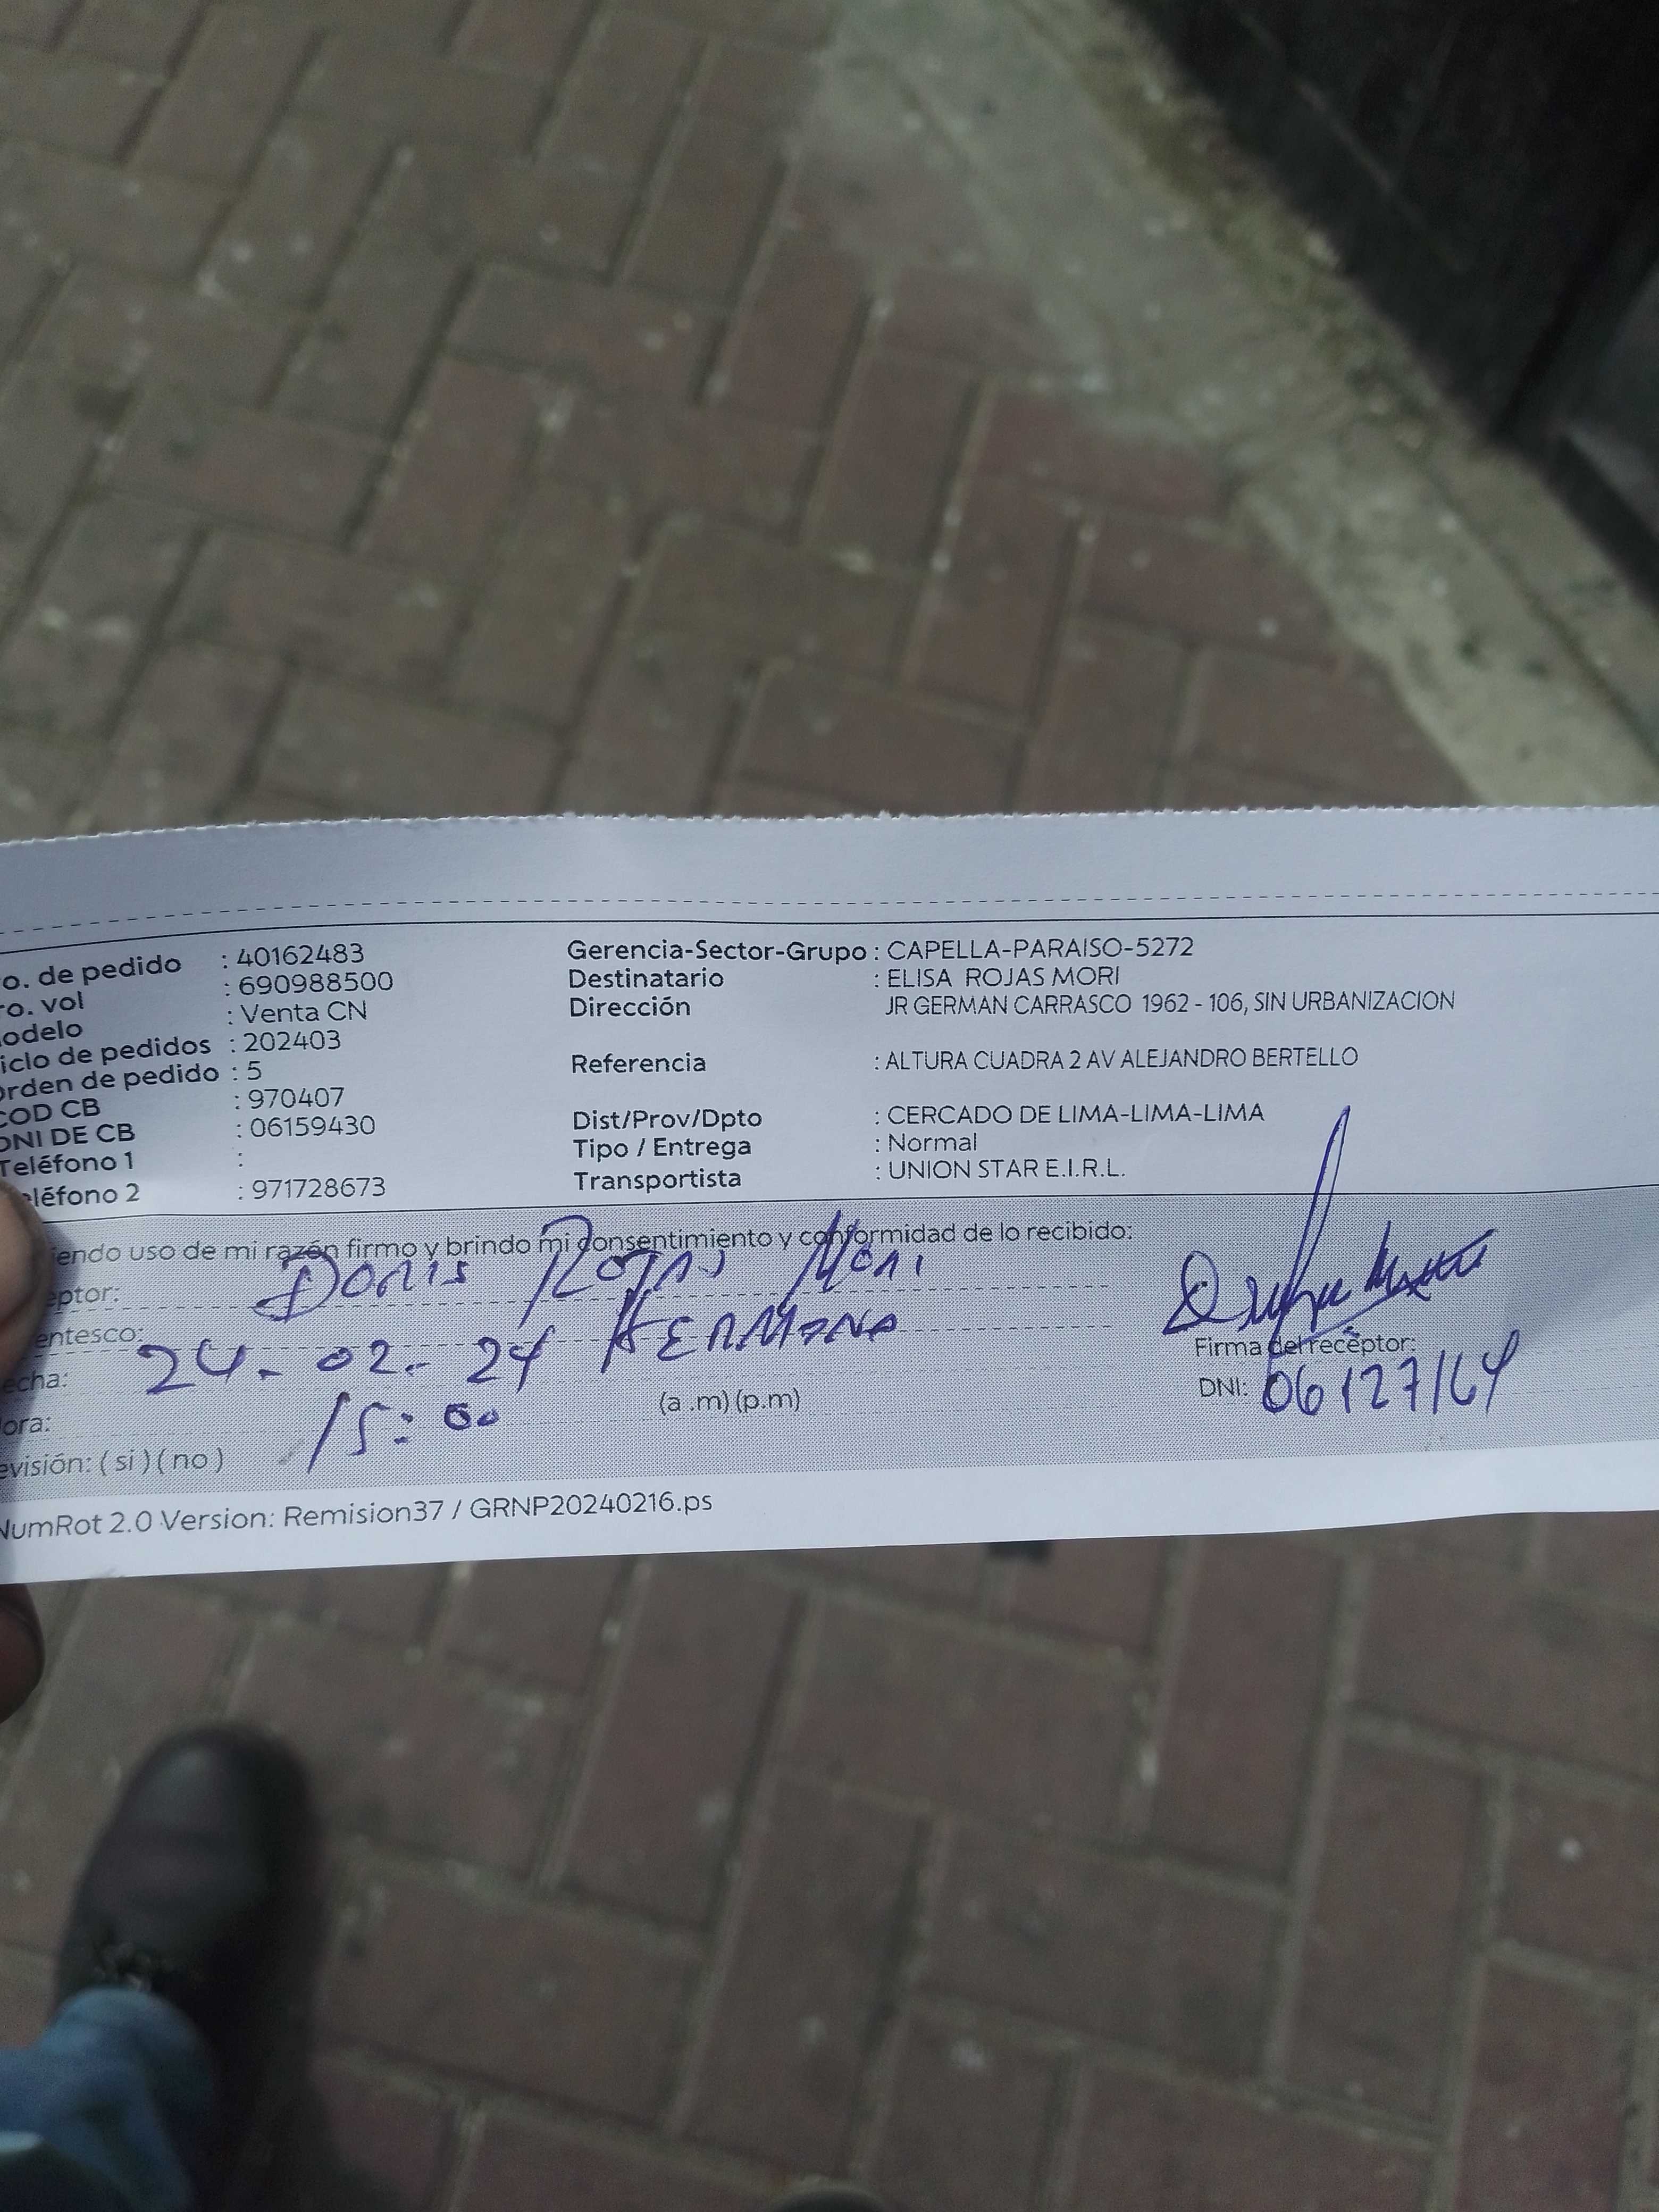 o. de pedido : 40162483
ro. vol : 690988500
odelo : Venta CN
iclo de pedidos : 202403
Orden de pedido : 5
COD CB : 970407
DNI DE CB : 06159430
Teléfono 1 :
eléfono 2 : 971728673
Gerencia-Sector-Grupo : CAPELLA-PARAISO-5272
Destinatario : ELISA ROJAS MORI
Dirección JR GERMAN CARRASCO 1962 - 106, SIN URBANIZACION
Referencia : ALTURA CUADRA 2 AV ALEJANDRO BERTELLO
Dist/Prov/Dpto : CERCADO DE LIMA-LIMA-LIMA
Tipo / Entrega : Normal
Transportista : UNION STAR E.I.R.L.
iendo uso de mi razón firmo y brindo mi consentimiento y conformidad de lo recibido:
eptor: Doris Rojas Mori
entesco: HERMANA
echa: 24-02-24
ora: 15:00 (a .m) (p.m)
evisión: ( si ) ( no )
Firma del receptor:
DNI: 06127164
NumRot 2.0 Version: Remision37 / GRNP20240216.ps